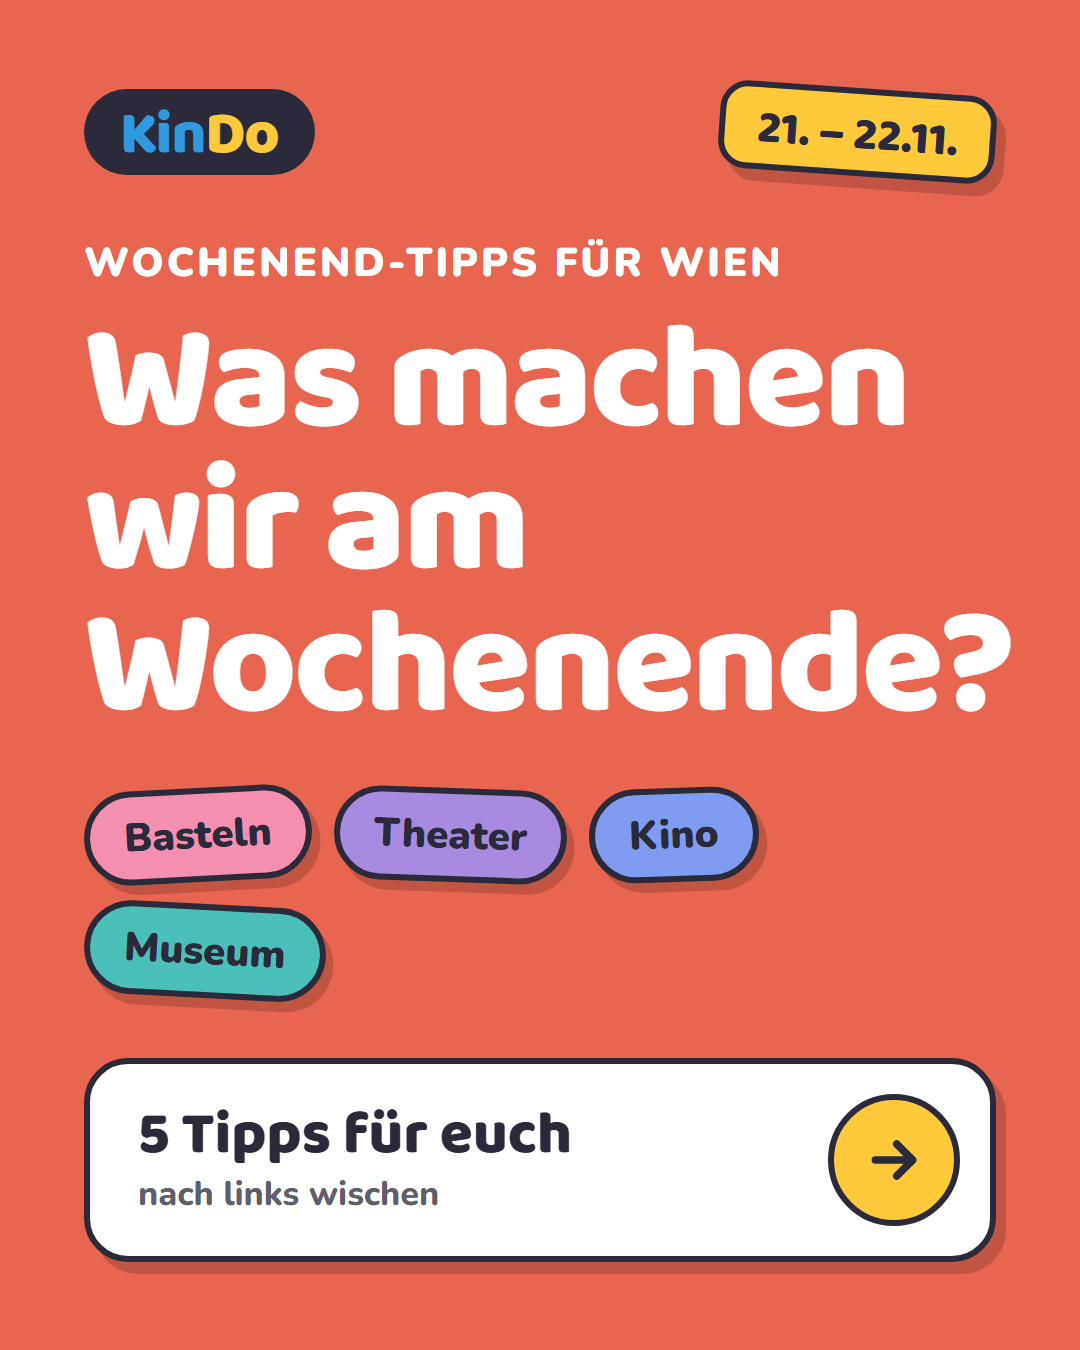 KinDo
21. – 22.11.
WOCHENEND-TIPPS FÜR WIEN
Was machen
wir am
Wochenende?
Basteln
Theater
Kino
Museum
5 Tipps für euch
nach links wischen